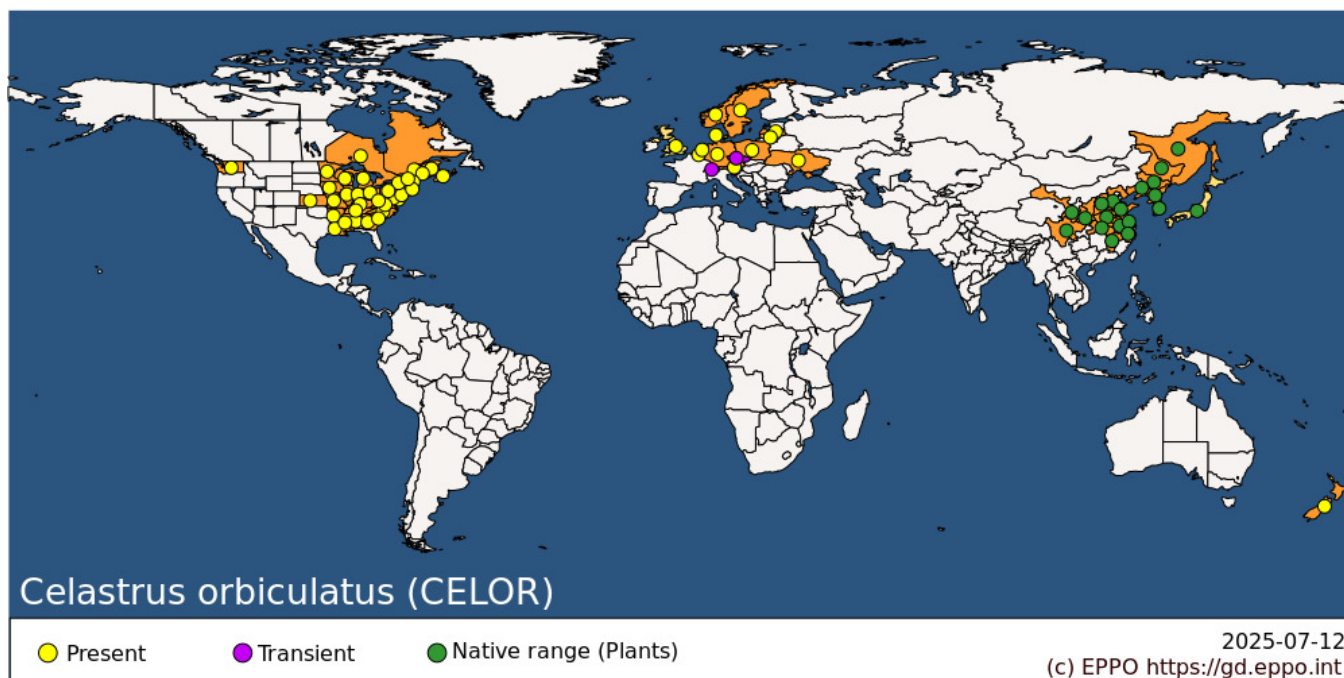 Celastrus orbiculatus (CELOR)
Present
Transient
Native range (Plants)
2025-07-12
(c) EPPO https://gd.eppo.int